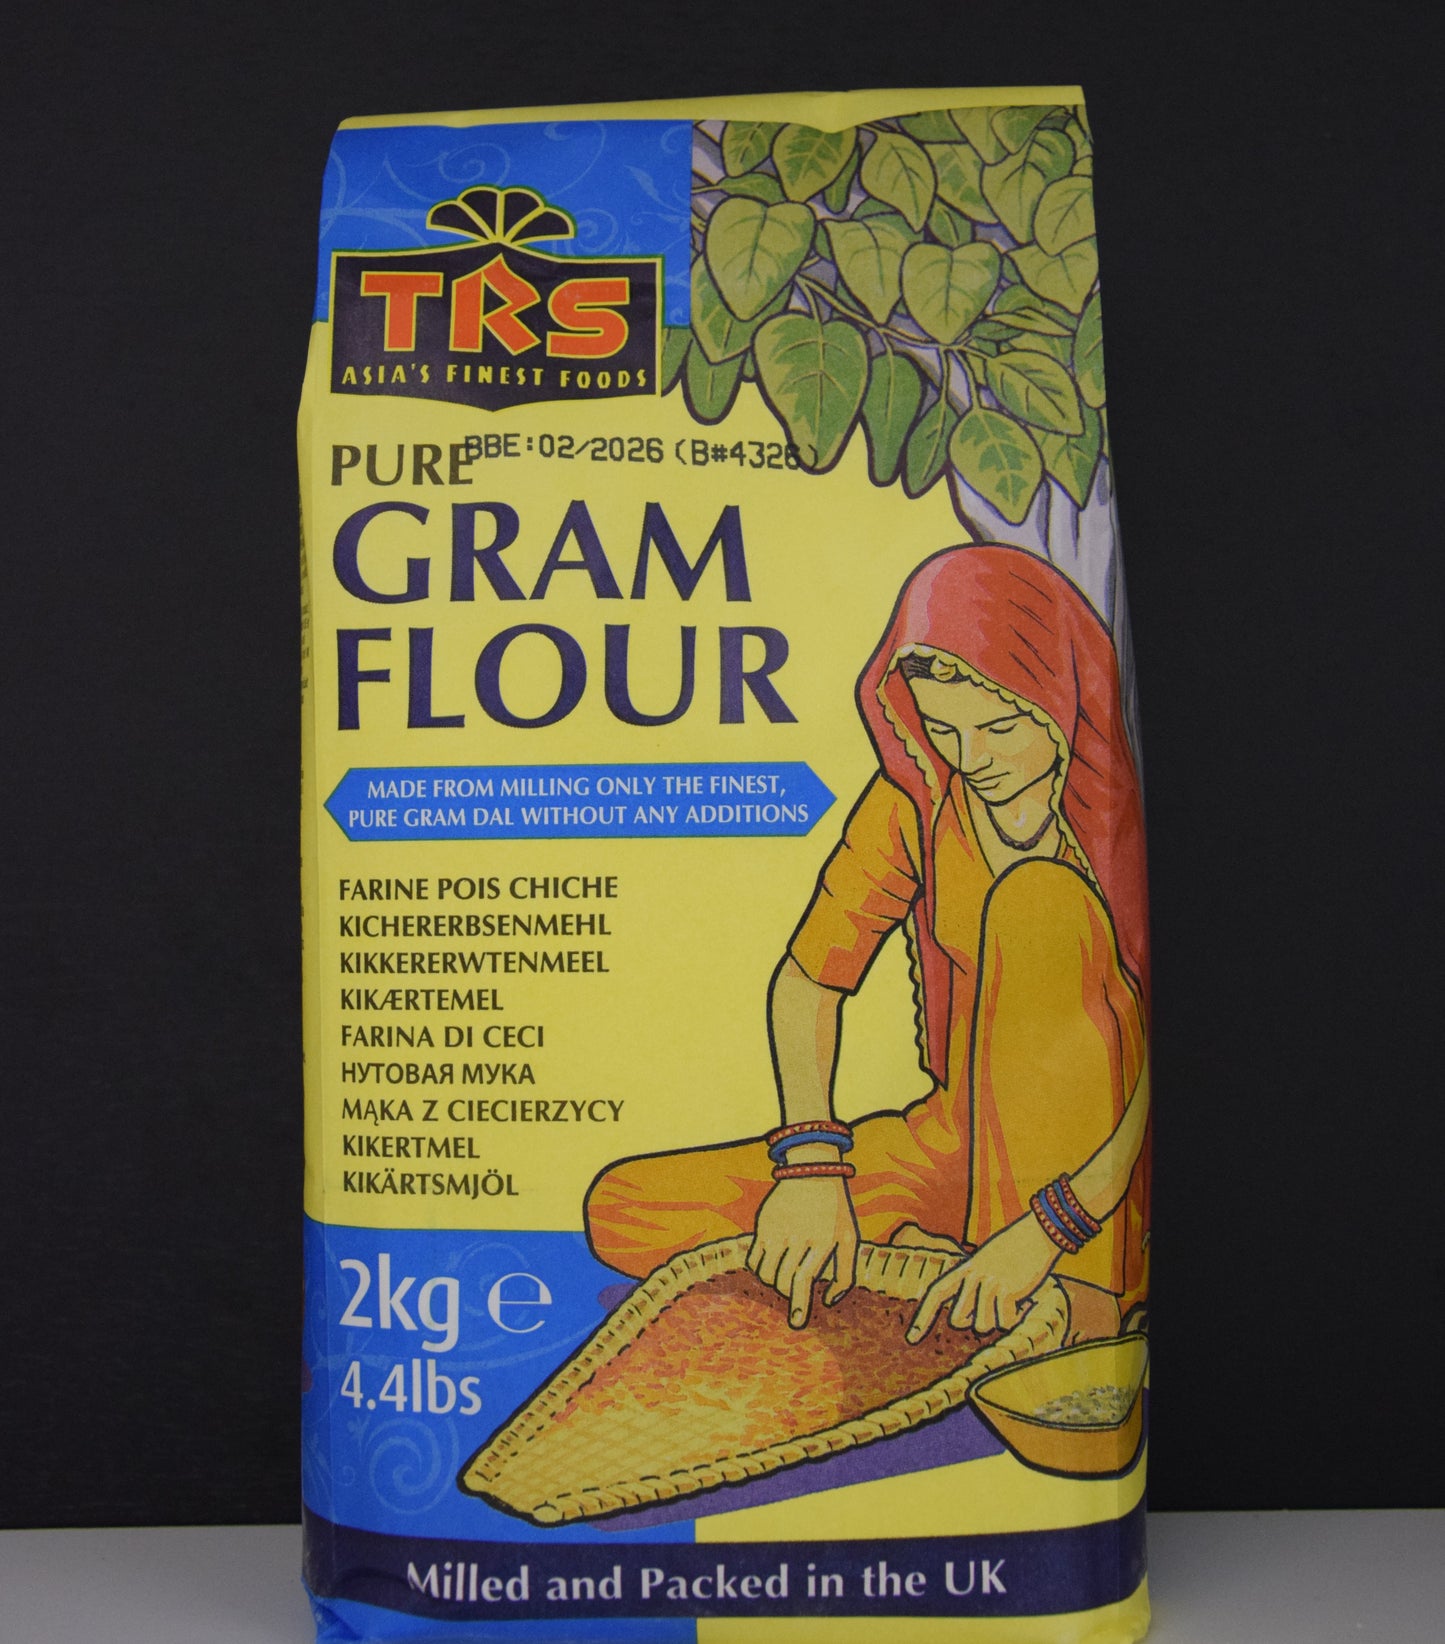 TRS
ASIA'S FINEST FOODS
BBE:02/2026 (B#4326)
PURE
GRAM
FLOUR
MADE FROM MILLING ONLY THE FINEST,
PURE GRAM DAL WITHOUT ANY ADDITIONS
FARINE POIS CHICHE
KICHERERBSENMEHL
KIKKERERWTENMEEL
KIKÆRTEMEL
FARINA DI CECI
НУТОВАЯ МУКА
MĄKA Z CIECIERZYCY
KIKERTMEL
KIKÄRTSMJÖL
2kg ℮
4.4lbs
Milled and Packed in the UK